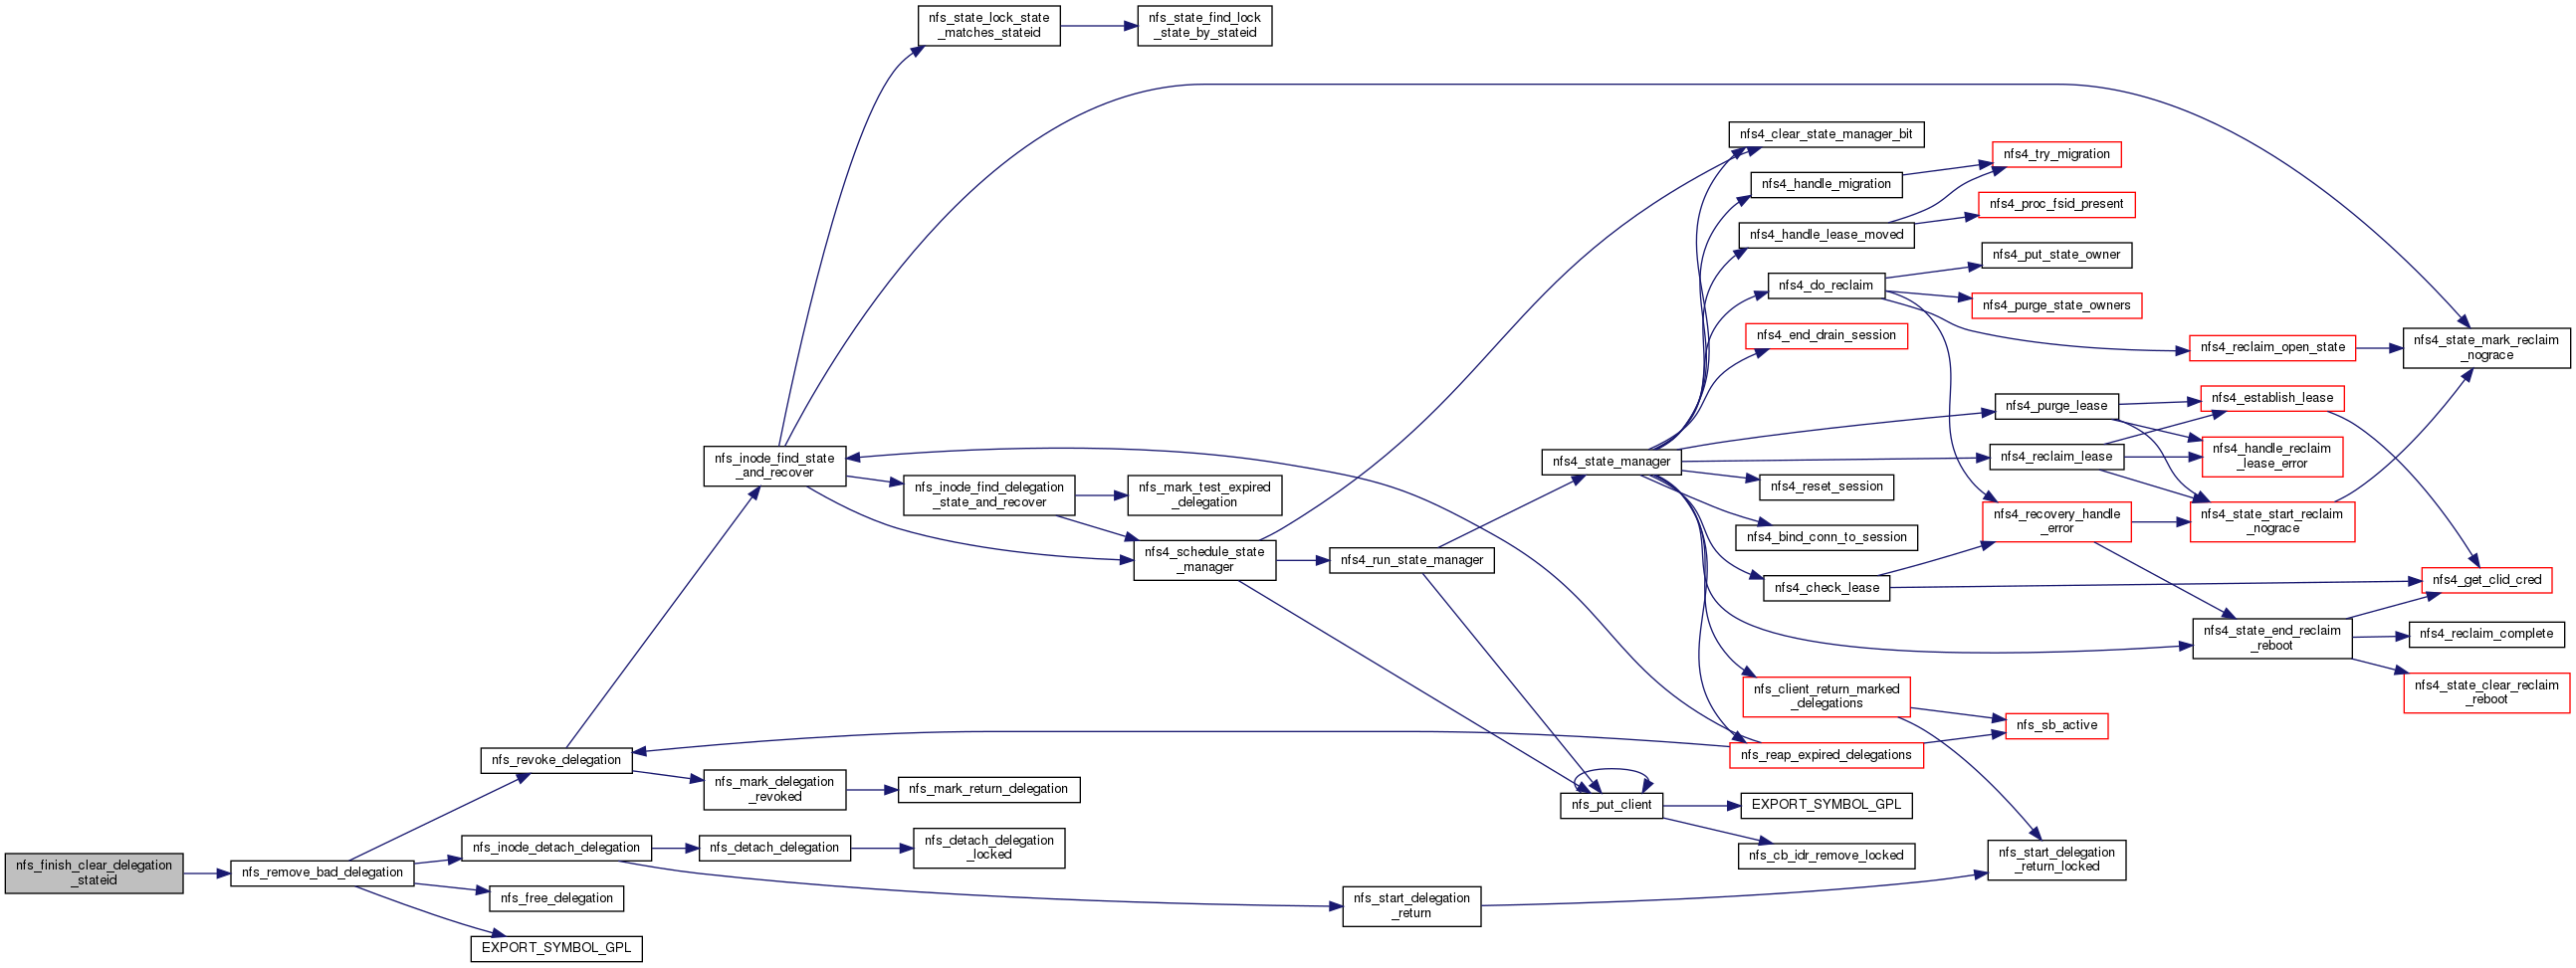 nfs_state_lock_state
_matches_stateid
nfs_state_find_lock
_state_by_stateid
nfs4_clear_state_manager_bit
nfs4_try_migration
nfs4_handle_migration
nfs4_proc_fsid_present
nfs4_handle_lease_moved
nfs4_put_state_owner
nfs4_do_reclaim
nfs4_purge_state_owners
nfs4_end_drain_session
nfs4_reclaim_open_state
nfs4_state_mark_reclaim
_nograce
nfs4_establish_lease
nfs4_purge_lease
nfs4_handle_reclaim
_lease_error
nfs4_reclaim_lease
nfs_inode_find_state
_and_recover
nfs4_state_manager
nfs_inode_find_delegation
_state_and_recover
nfs_mark_test_expired
_delegation
nfs4_reset_session
nfs4_recovery_handle
_error
nfs4_state_start_reclaim
_nograce
nfs4_bind_conn_to_session
nfs4_schedule_state
_manager
nfs4_run_state_manager
nfs4_check_lease
nfs4_get_clid_cred
nfs4_state_end_reclaim
_reboot
nfs4_reclaim_complete
nfs_client_return_marked
_delegations
nfs4_state_clear_reclaim
_reboot
nfs_sb_active
nfs_revoke_delegation
nfs_reap_expired_delegations
nfs_mark_delegation
_revoked
nfs_mark_return_delegation
nfs_put_client
EXPORT_SYMBOL_GPL
nfs_inode_detach_delegation
nfs_detach_delegation
nfs_detach_delegation
_locked
nfs_cb_idr_remove_locked
nfs_start_delegation
_return_locked
nfs_finish_clear_delegation
_stateid
nfs_remove_bad_delegation
nfs_free_delegation
nfs_start_delegation
_return
EXPORT_SYMBOL_GPL